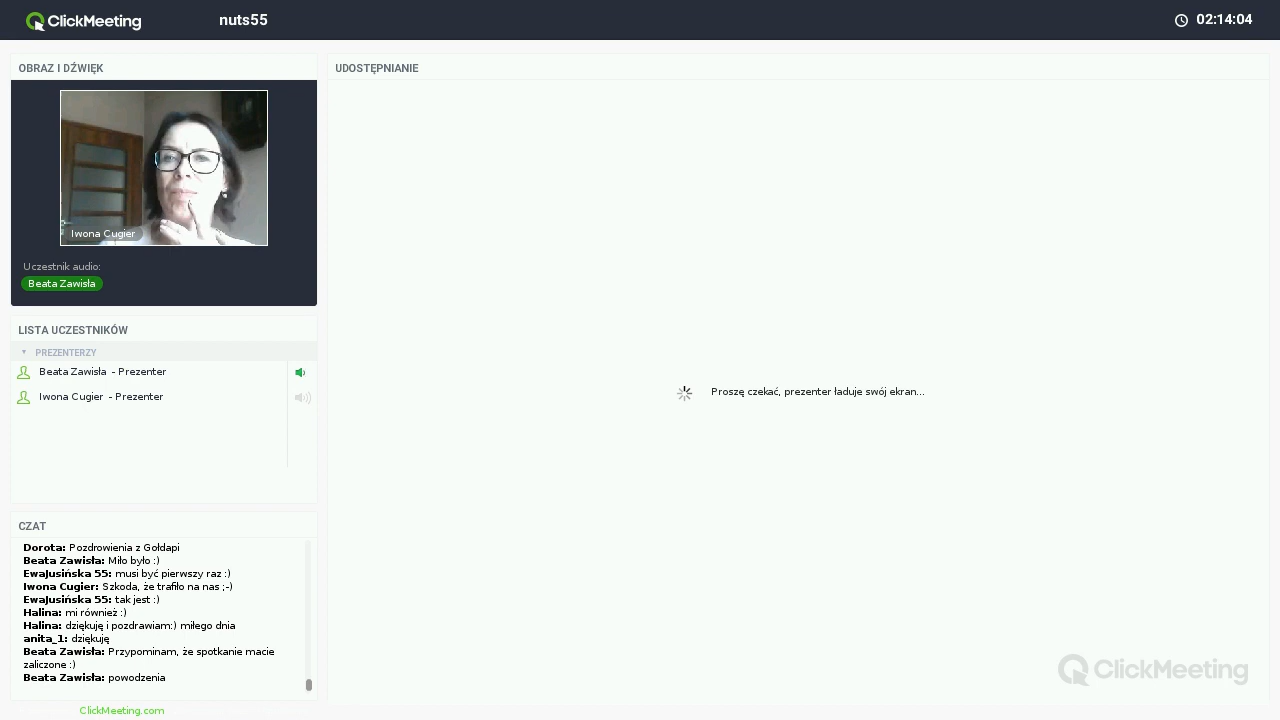 ClickMeeting
nuts55
02:14:04
OBRAZ I DŹWIĘK
Iwona Cugier
Uczestnik audio:
Beata Zawisła
LISTA UCZESTNIKÓW
PREZENTERZY
Beata Zawisła - Prezenter
Iwona Cugier - Prezenter
CZAT
Dorota: Pozdrowienia z Gołdapi
Beata Zawisła: Miło było :)
EwaJusińska 55: musi być pierwszy raz :)
Iwona Cugier: Szkoda, że trafiło na nas ;-)
EwaJusińska 55: tak jest :)
Halina: mi również :)
Halina: dziękuję i pozdrawiam:) miłego dnia
anita_1: dziękuję
Beata Zawisła: Przypominam, że spotkanie macie
zaliczone :)
Beata Zawisła: powodzenia
ClickMeeting.com
UDOSTĘPNIANIE
Proszę czekać, prezenter ładuje swój ekran...
ClickMeeting